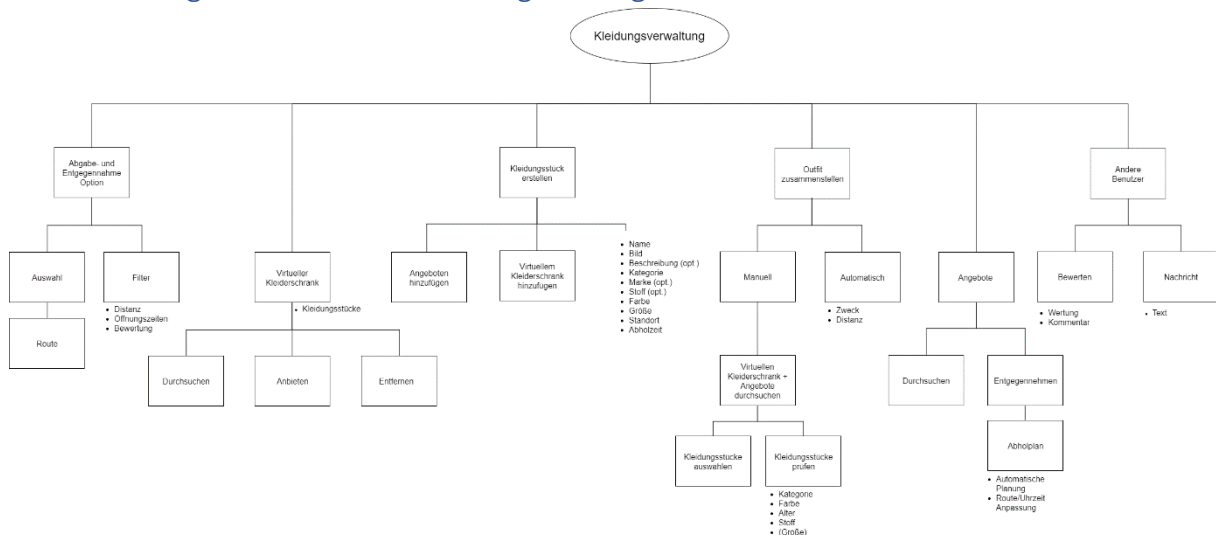 Kleidungsverwaltung
Abgabe- und
Entgegennahme
Option
Kleidungsstück
erstellen
Outfit
zusammenstellen
Andere
Benutzer
Auswahl
Filter
Virtueller
Kleiderschrank
Angeboten
hinzufügen
Virtuellem
Kleiderschrank
hinzufügen
• Name
• Bild
• Beschreibung (opt.)
• Kategorie
• Marke (opt.)
• Stoff (opt.)
• Farbe
• Größe
• Standort
• Abholzeit
Manuell
Automatisch
Angebote
Bewerten
Nachricht
• Distanz
• Öffnungszeiten
• Bewertung
• Kleidungsstücke
• Zweck
• Distanz
• Wertung
• Kommentar
• Text
Route
Durchsuchen
Anbieten
Entfernen
Virtuellen
Kleiderschrank +
Angebote
durchsuchen
Durchsuchen
Entgegennehmen
Kleidungsstücke
auswählen
Kleidungsstücke
prüfen
Abholplan
• Kategorie
• Farbe
• Alter
• Stoff
• (Größe)
• Automatische
Planung
• Route/Uhrzeit
Anpassung